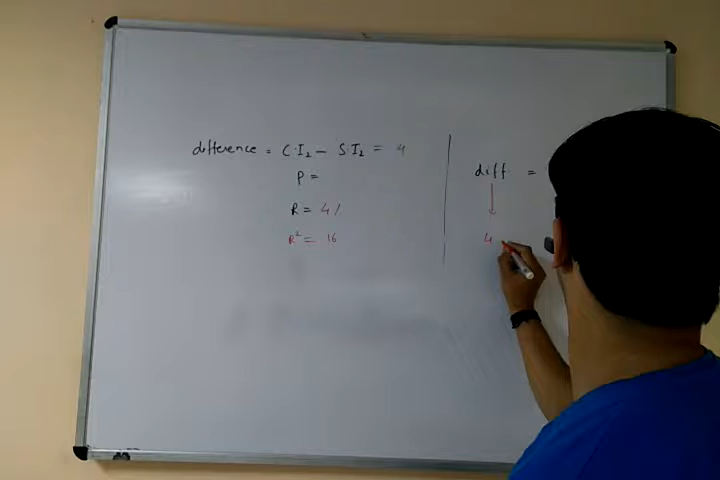 difference = C.I₂ - S.I₂ = 4
P =
R = 4%
R² = 16
diff =
4